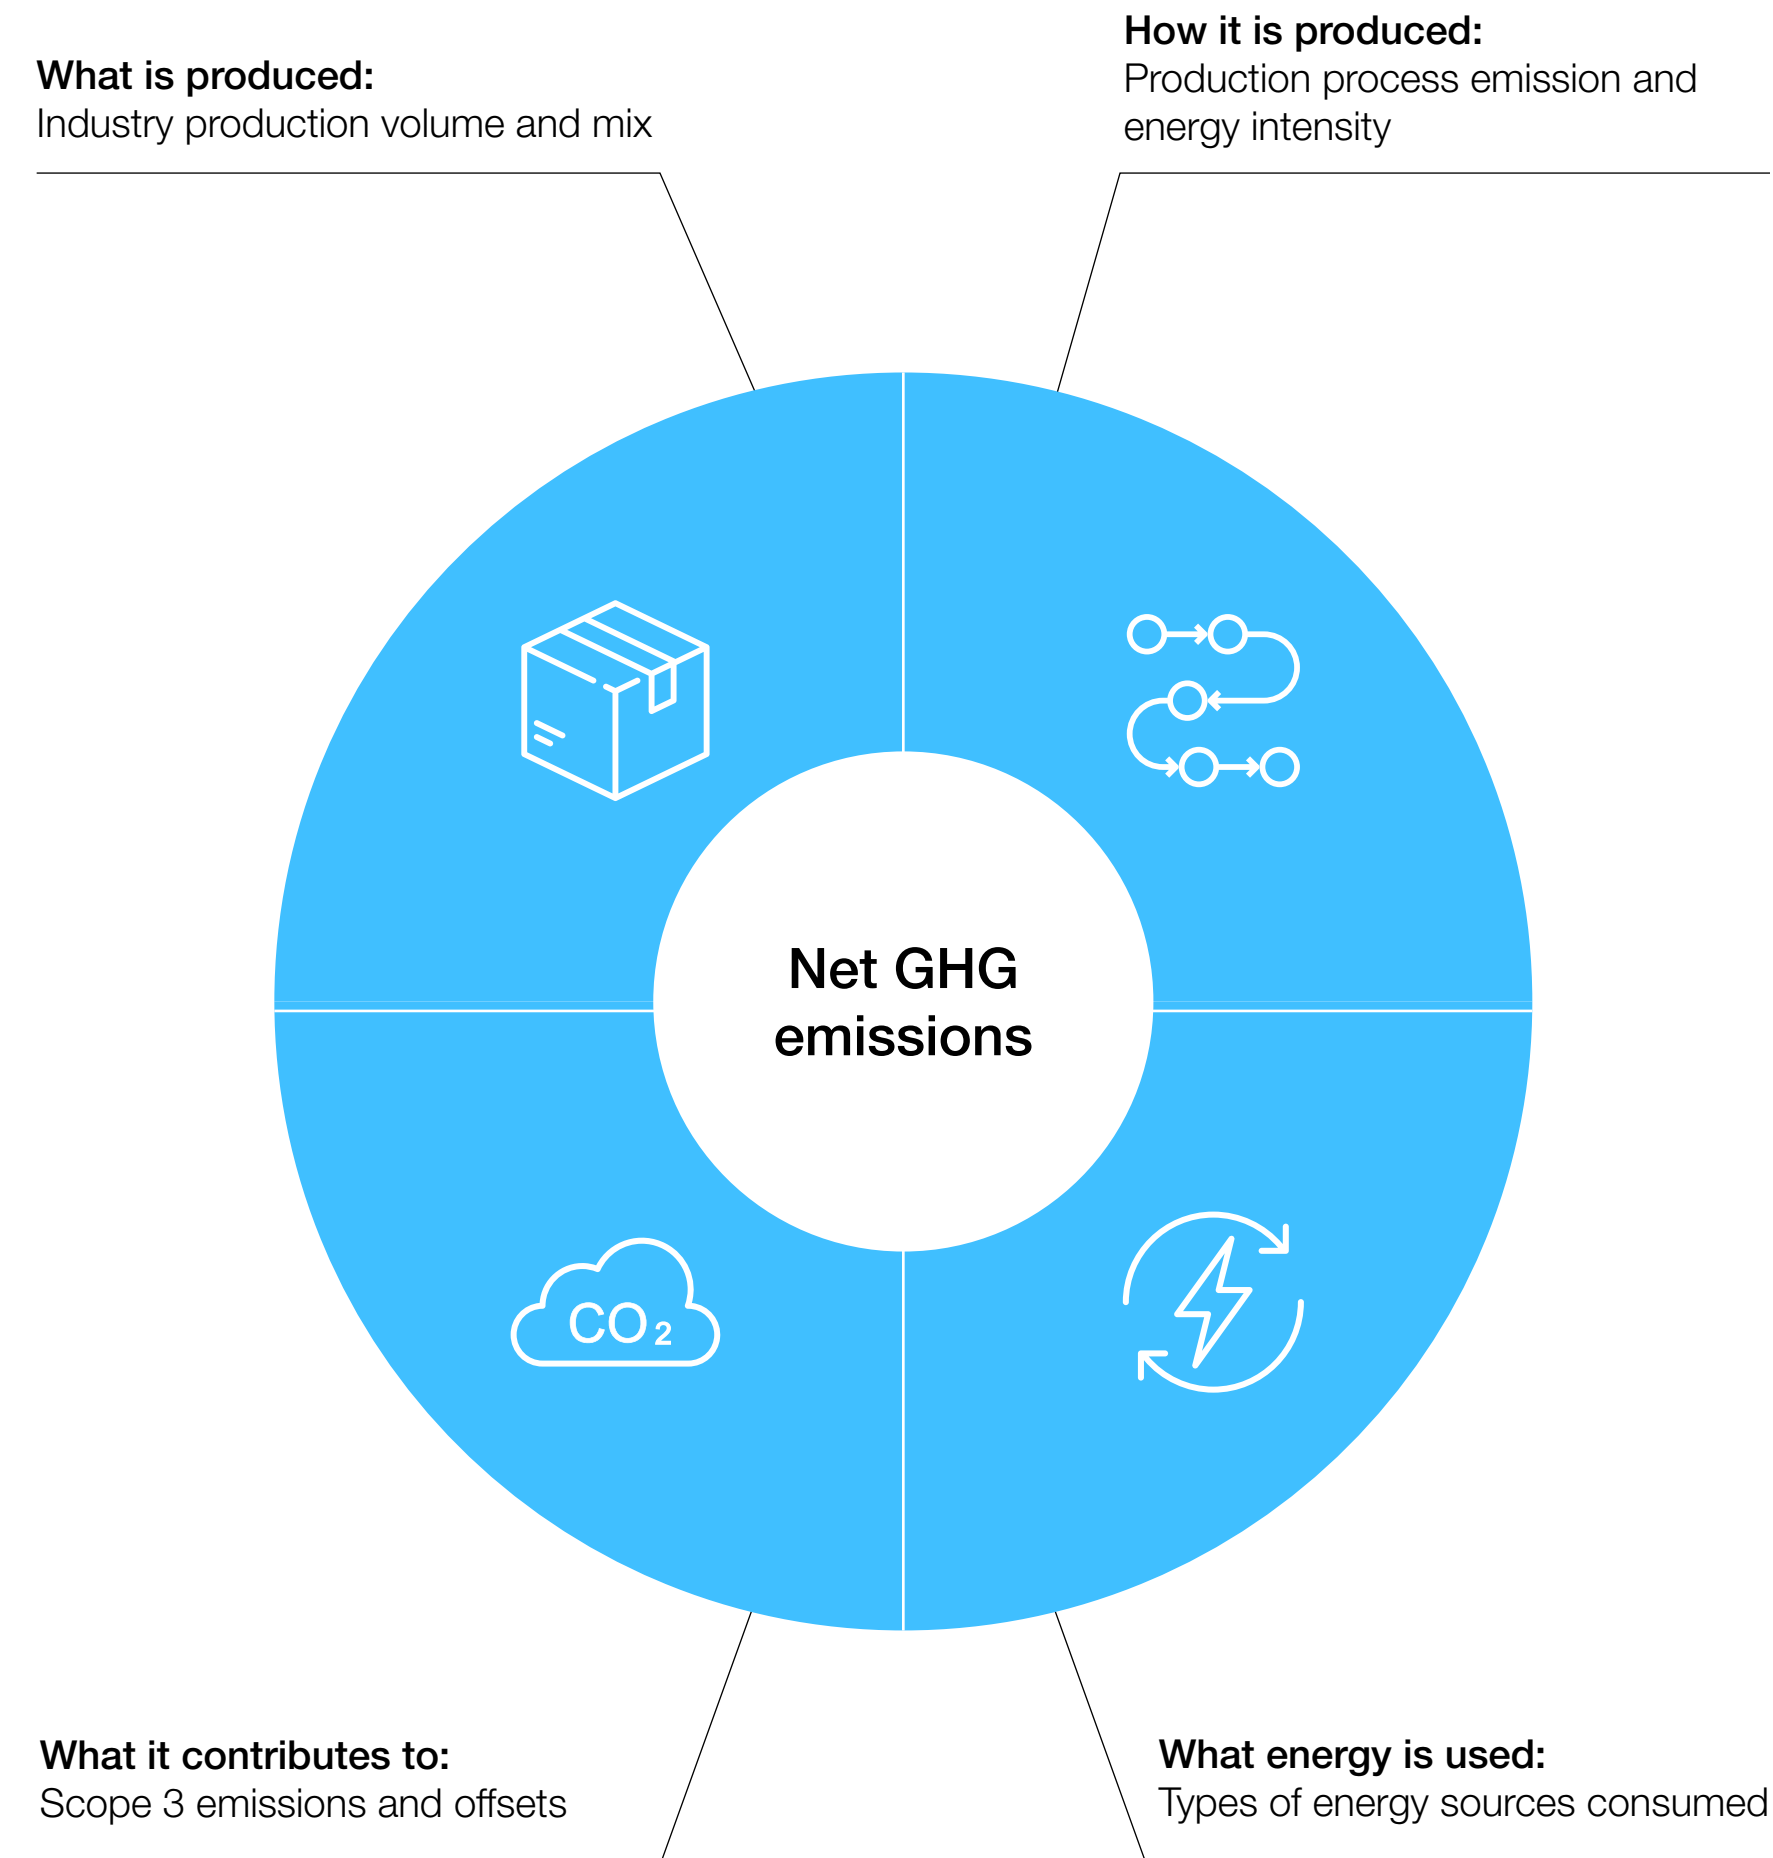 What is produced:
Industry production volume and mix
How it is produced:
Production process emission and
energy intensity
Net GHG
emissions
CO₂
What it contributes to:
Scope 3 emissions and offsets
What energy is used:
Types of energy sources consumed